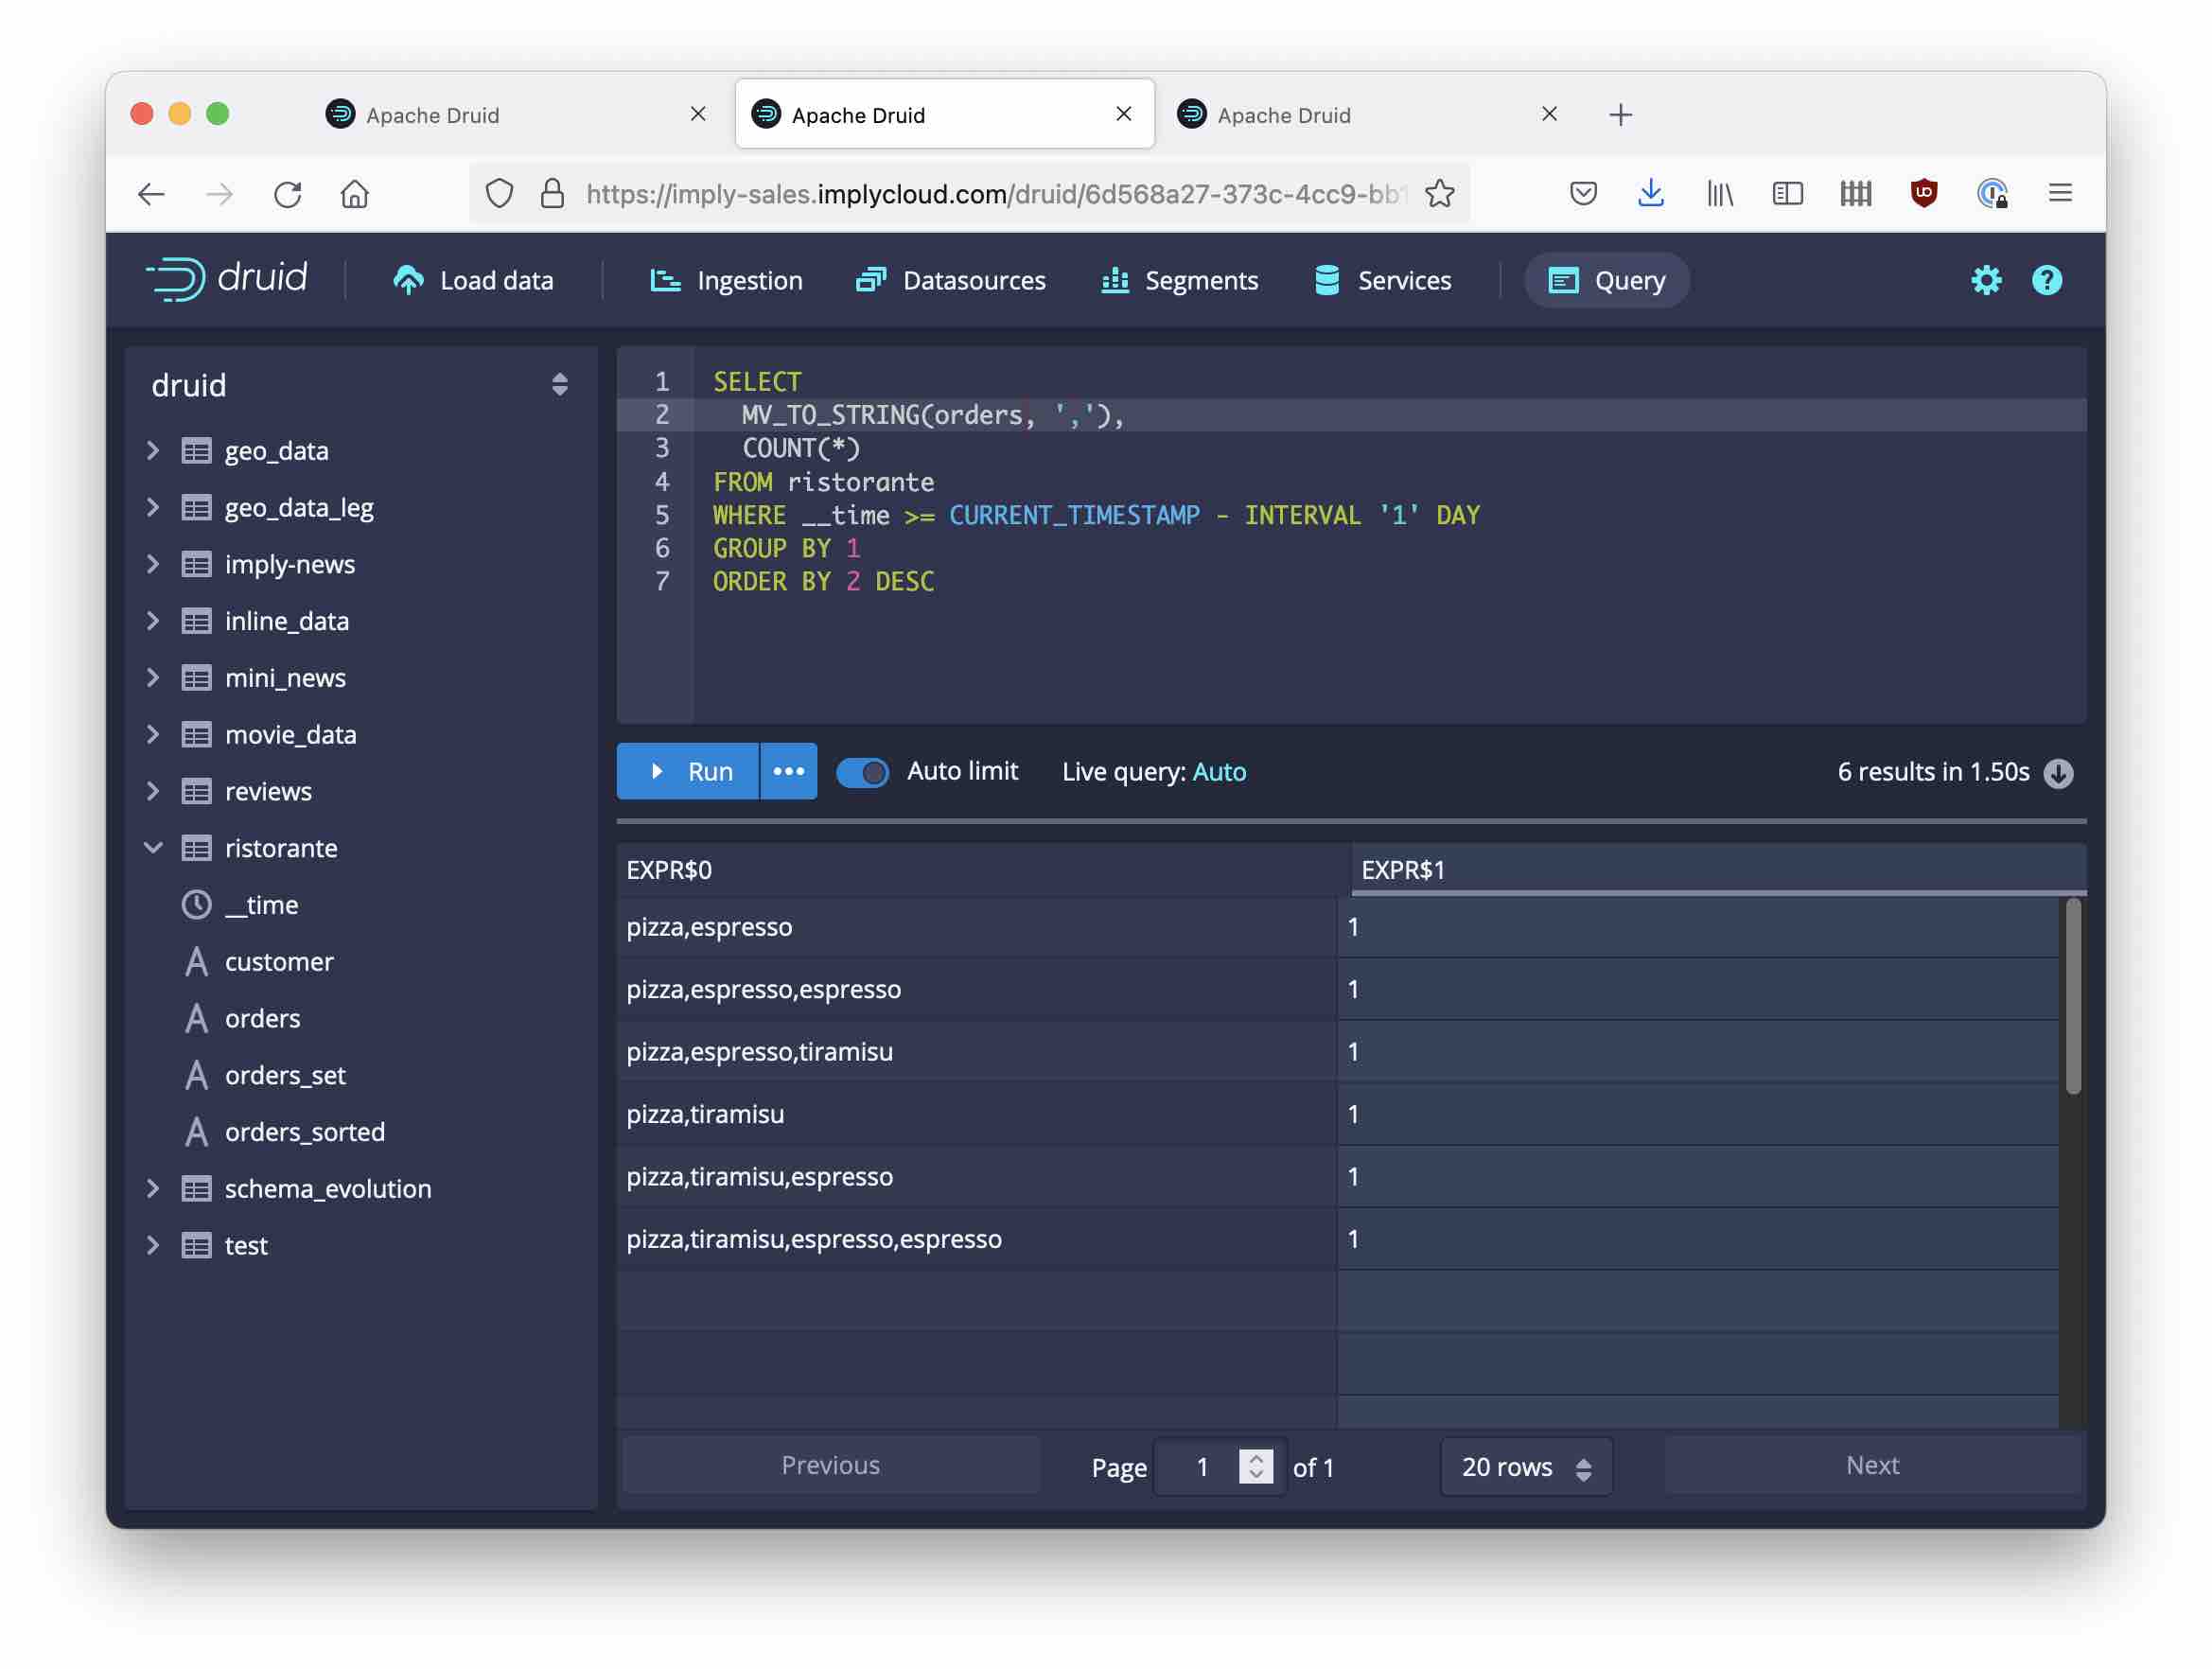 Apache Druid
Apache Druid
Apache Druid
https://imply-sales.implycloud.com/druid/6d568a27-373c-4cc9-bb1
druid
Load data
Ingestion
Datasources
Segments
Services
Query
druid
geo_data
geo_data_leg
imply-news
inline_data
mini_news
movie_data
reviews
ristorante
__time
customer
orders
orders_set
orders_sorted
schema_evolution
test
1 SELECT
2 MV_TO_STRING(orders, ','),
3 COUNT(*)
4 FROM ristorante
5 WHERE __time >= CURRENT_TIMESTAMP - INTERVAL '1' DAY
6 GROUP BY 1
7 ORDER BY 2 DESC
Run
Auto limit
Live query: Auto
6 results in 1.50s
EXPR$0 EXPR$1
pizza,espresso 1
pizza,espresso,espresso 1
pizza,espresso,tiramisu 1
pizza,tiramisu 1
pizza,tiramisu,espresso 1
pizza,tiramisu,espresso,espresso 1
Previous
Page 1 of 1
20 rows
Next